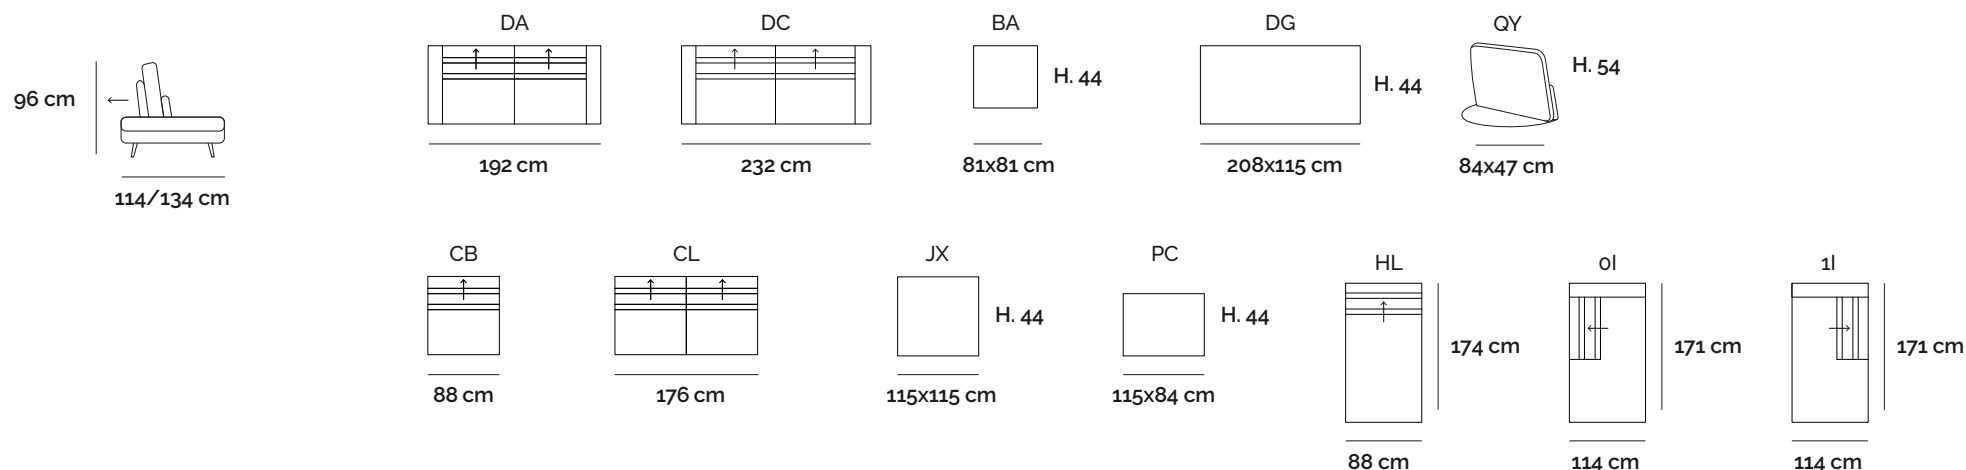 DA DC BA DG QY
96 cm H. 44 H. 44 H. 54
114/134 cm 192 cm 232 cm 81x81 cm 208x115 cm 84x47 cm
CB CL JX PC HL 0I 1I
H. 44 H. 44 174 cm 171 cm 171 cm
88 cm 176 cm 115x115 cm 115x84 cm
88 cm 114 cm 114 cm